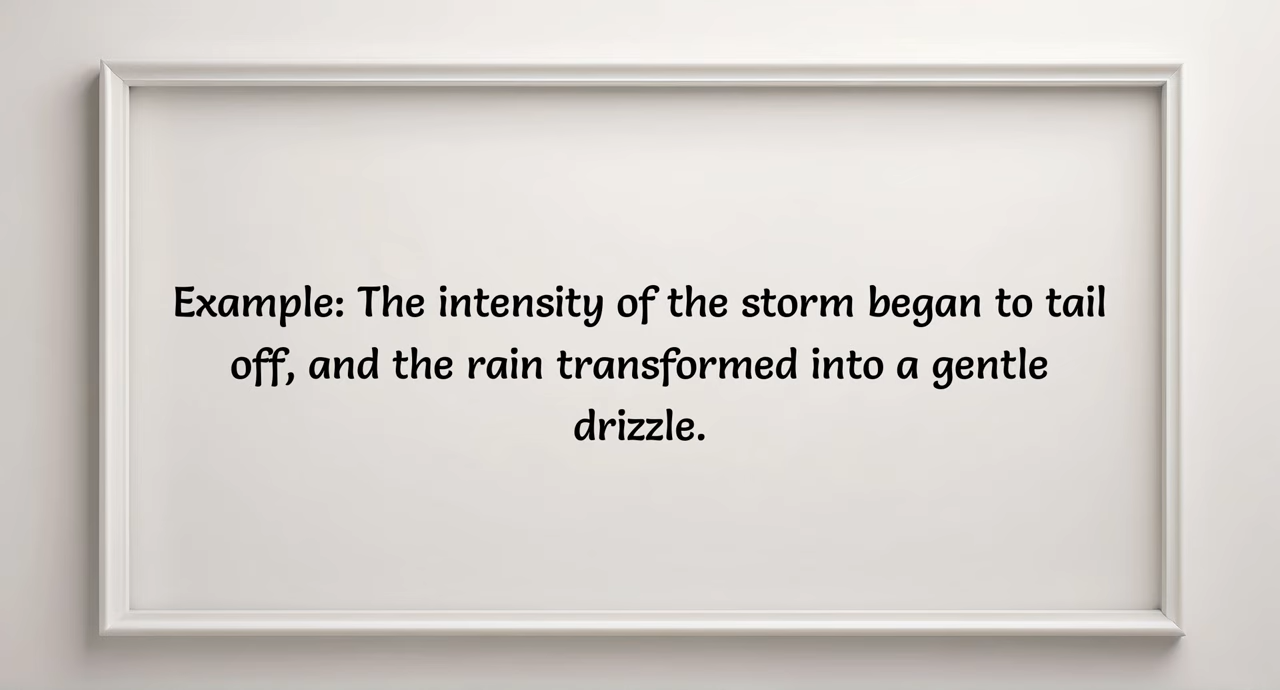 Example: The intensity of the storm began to tail
off, and the rain transformed into a gentle
drizzle.